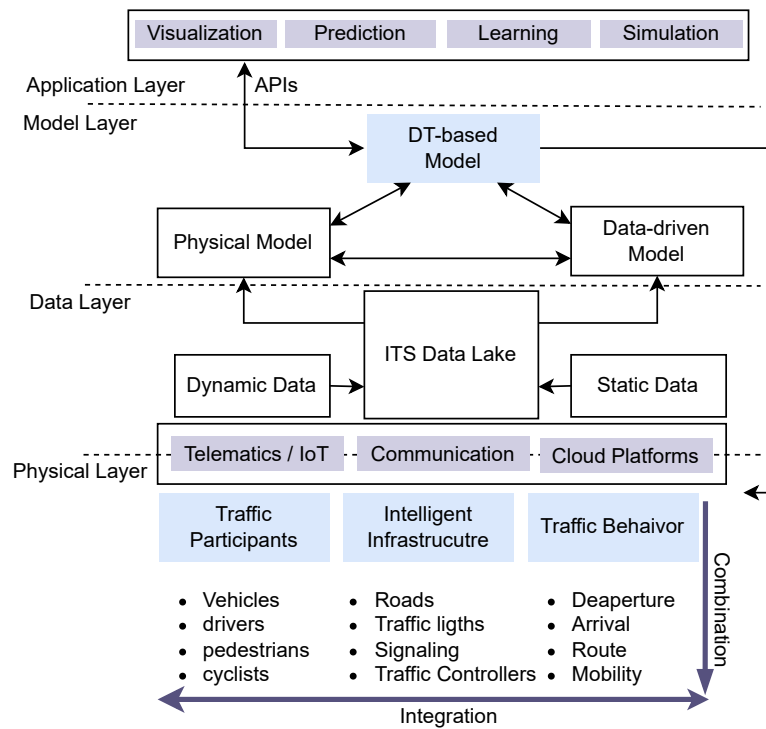 Visualization
Prediction
Learning
Simulation
Application Layer
APIs
Model Layer
DT-based
Model
Physical Model
Data-driven
Model
Data Layer
ITS Data Lake
Dynamic Data
Static Data
Telematics / IoT
Communication
Cloud Platforms
Physical Layer
Traffic
Participants
Intelligent
Infrastrucutre
Traffic Behaivor
• Vehicles
• drivers
• pedestrians
• cyclists
• Roads
• Traffic ligths
• Signaling
• Traffic Controllers
• Deaperture
• Arrival
• Route
• Mobility
Combination
Integration